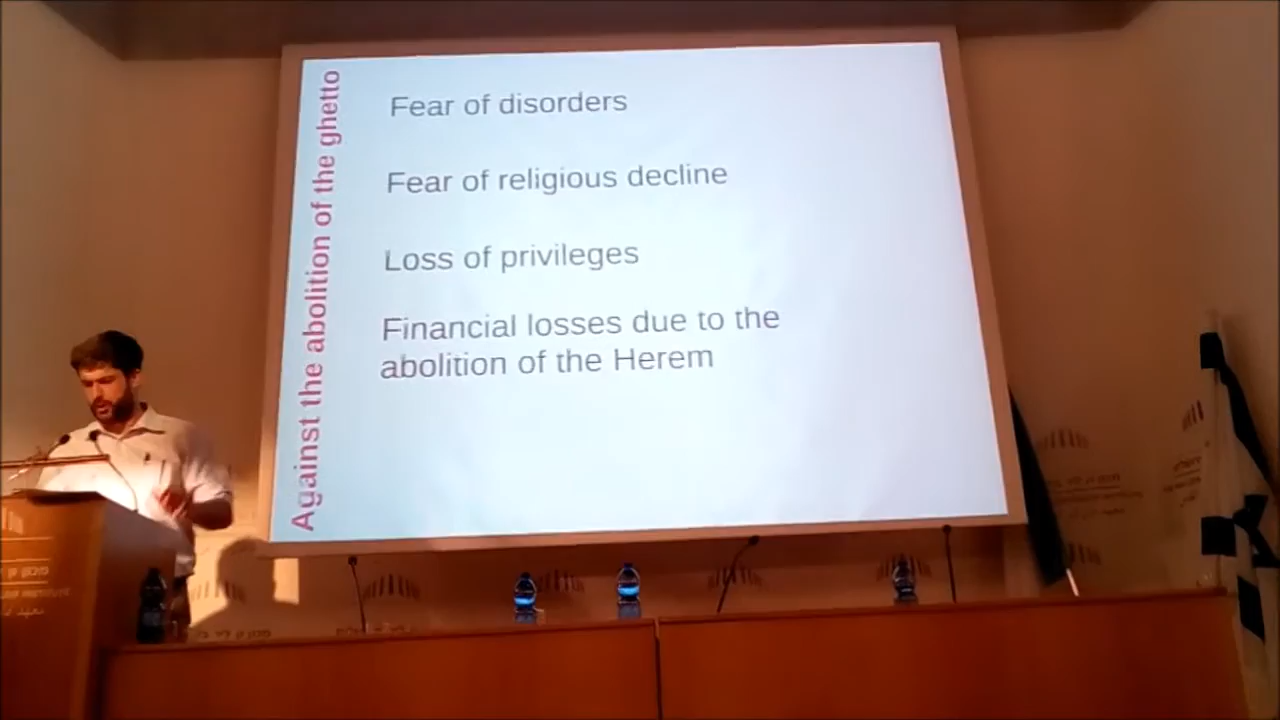 Against the abolition of the ghetto
Fear of disorders
Fear of religious decline
Loss of privileges
Financial losses due to the
abolition of the Herem